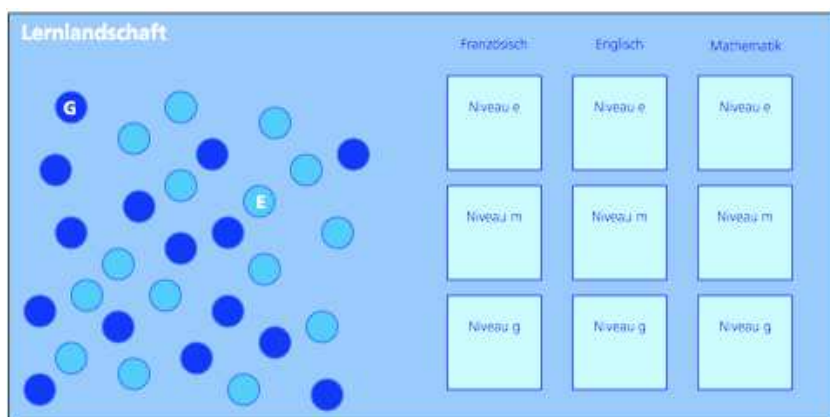 Lernlandschaft
Französisch Englisch Mathematik
G
E
Niveau e Niveau e Niveau e
Niveau m Niveau m Niveau m
Niveau g Niveau g Niveau g